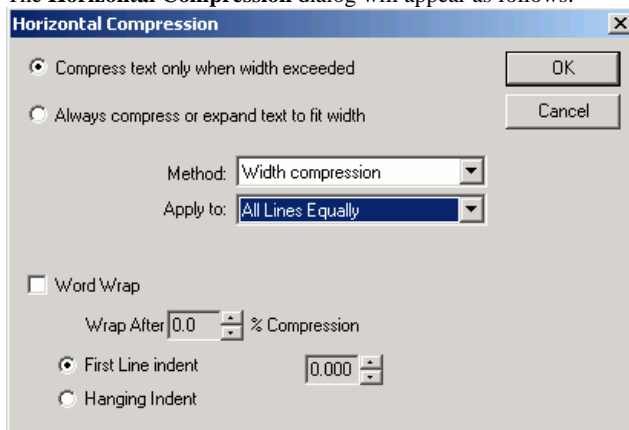 The Horizontal Compression dialog will appear as follows:
Horizontal Compression
Compress text only when width exceeded
OK
Always compress or expand text to fit width
Cancel
Method: Width compression
Apply to: All Lines Equally
Word Wrap
Wrap After 0.0 % Compression
First Line indent 0.000
Hanging Indent